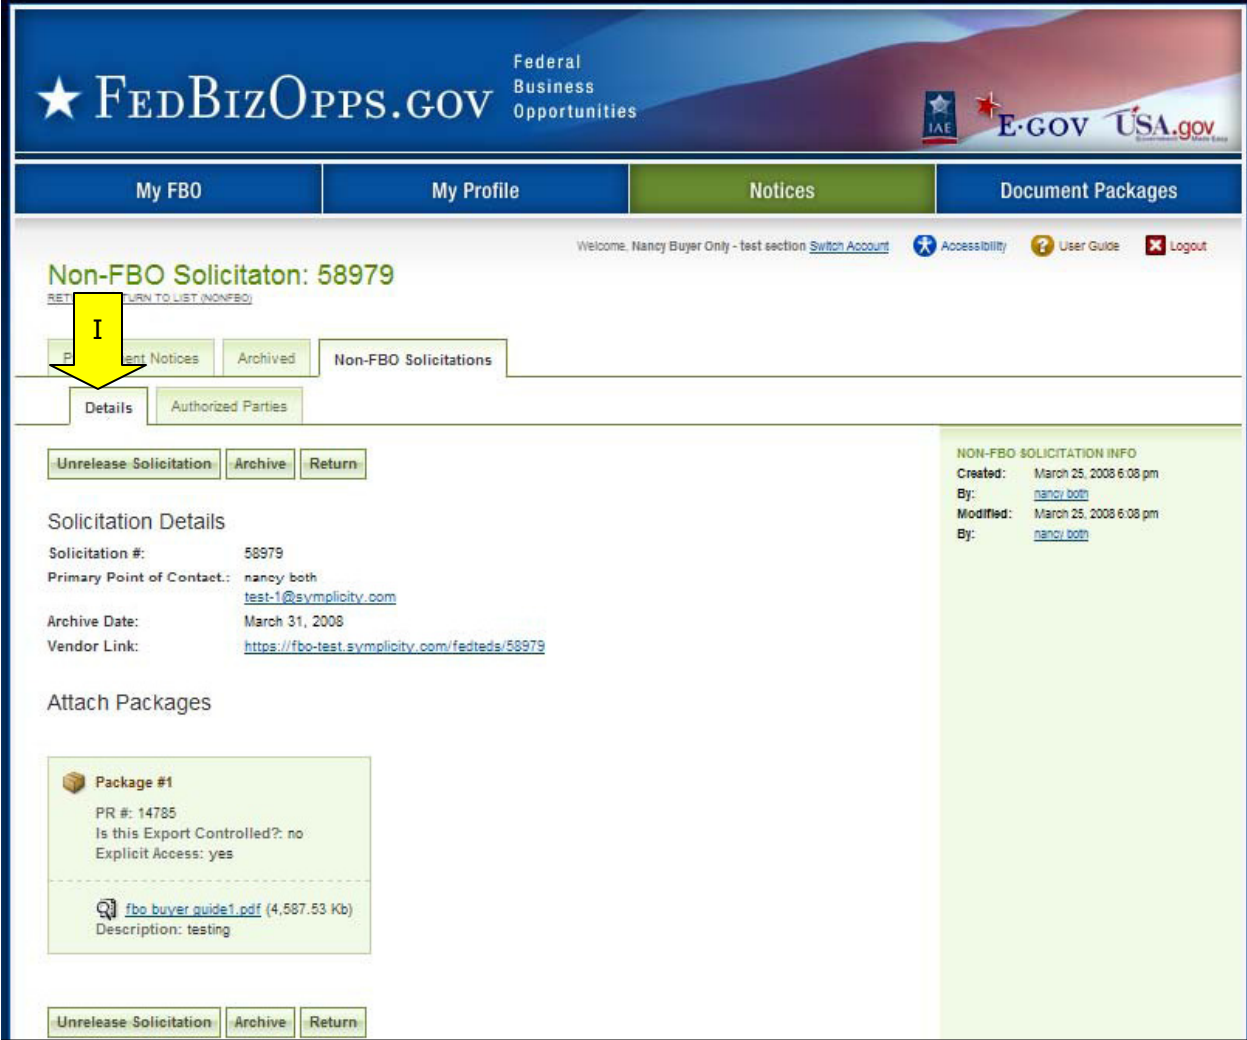 ★ FEDBIZOPPS.GOV
Federal
Business
Opportunities
IAE
E·GOV
USA.gov
My FBO
My Profile
Notices
Document Packages
Welcome, Nancy Buyer Only - test section Switch Account
Accessibility
User Guide
Logout
Non-FBO Solicitaton: 58979
TO LIST (NONFBO)
I
Notices
Archived
Non-FBO Solicitations
Details
Authorized Parties
Unrelease Solicitation
Archive
Return
NON-FBO SOLICITATION INFO
Created: March 25, 2008 6:08 pm
By: nancy both
Modified: March 25, 2008 6:08 pm
By: nancy both
Solicitation Details
Solicitation #: 58979
Primary Point of Contact.: nancy both
test-1@symplicity.com
Archive Date: March 31, 2008
Vendor Link: https://fbo-test.symplicity.com/fedteds/58979
Attach Packages
Package #1
PR #: 14785
Is this Export Controlled?: no
Explicit Access: yes
fbo buyer guide1.pdf (4,587.53 Kb)
Description: testing
Unrelease Solicitation
Archive
Return